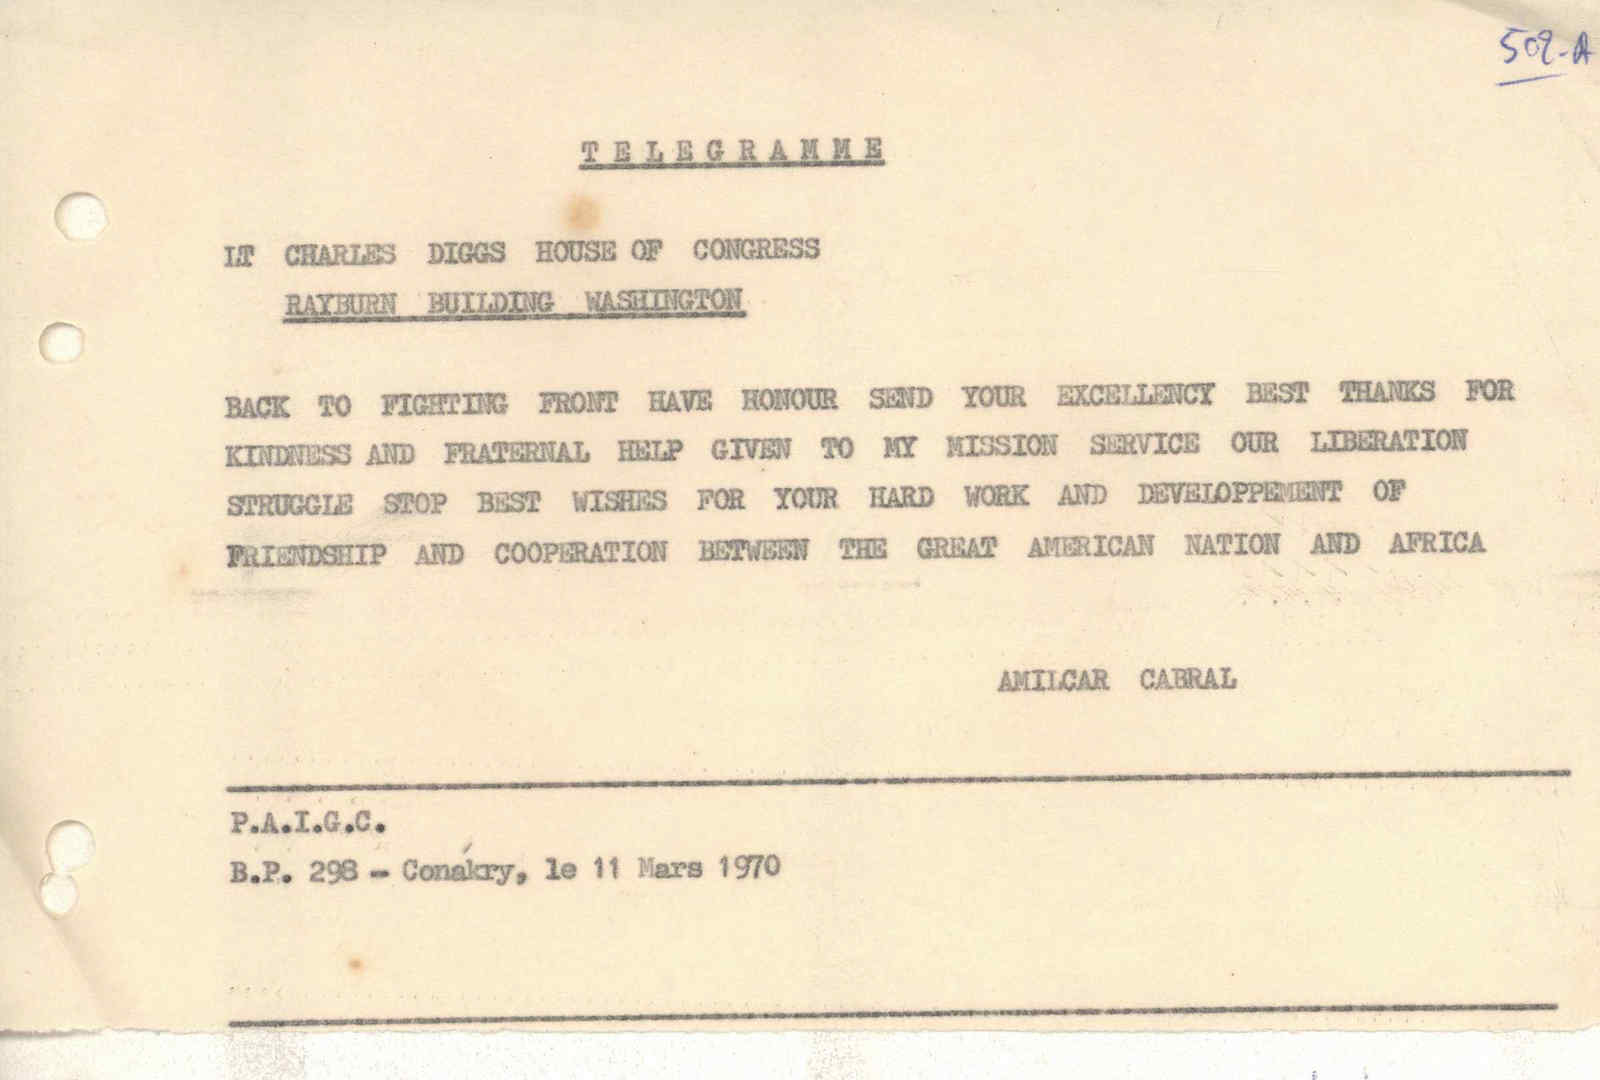 502-A
TELEGRAMME
LT CHARLES DIGGS HOUSE OF CONGRESS
RAYBURN BUILDING WASHINGTON
BACK TO FIGHTING FRONT HAVE HONOUR SEND YOUR EXCELLENCY BEST THANKS FOR
KINDNESS AND FRATERNAL HELP GIVEN TO MY MISSION SERVICE OUR LIBERATION
STRUGGLE STOP BEST WISHES FOR YOUR HARD WORK AND DEVELOPPEMENT OF
FRIENDSHIP AND COOPERATION BETWEEN THE GREAT AMERICAN NATION AND AFRICA
AMILCAR CABRAL
P.A.I.G.C.
B.P. 298 - Conakry, le 11 Mars 1970